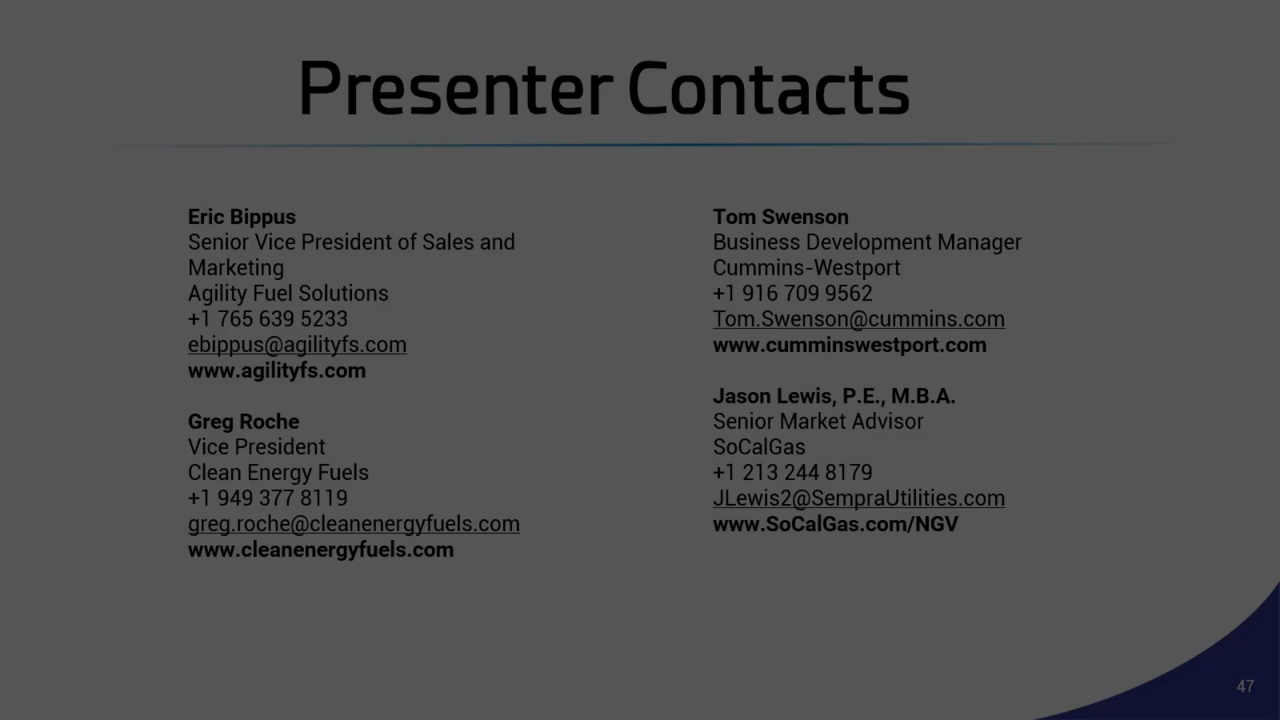 Presenter Contacts
Eric Bippus
Senior Vice President of Sales and
Marketing
Agility Fuel Solutions
+1 765 639 5233
ebippus@agilityfs.com
www.agilityfs.com
Greg Roche
Vice President
Clean Energy Fuels
+1 949 377 8119
greg.roche@cleanenergyfuels.com
www.cleanenergyfuels.com
Tom Swenson
Business Development Manager
Cummins-Westport
+1 916 709 9562
Tom.Swenson@cummins.com
www.cumminswestport.com
Jason Lewis, P.E., M.B.A.
Senior Market Advisor
SoCalGas
+1 213 244 8179
JLewis2@SempraUtilities.com
www.SoCalGas.com/NGV
47